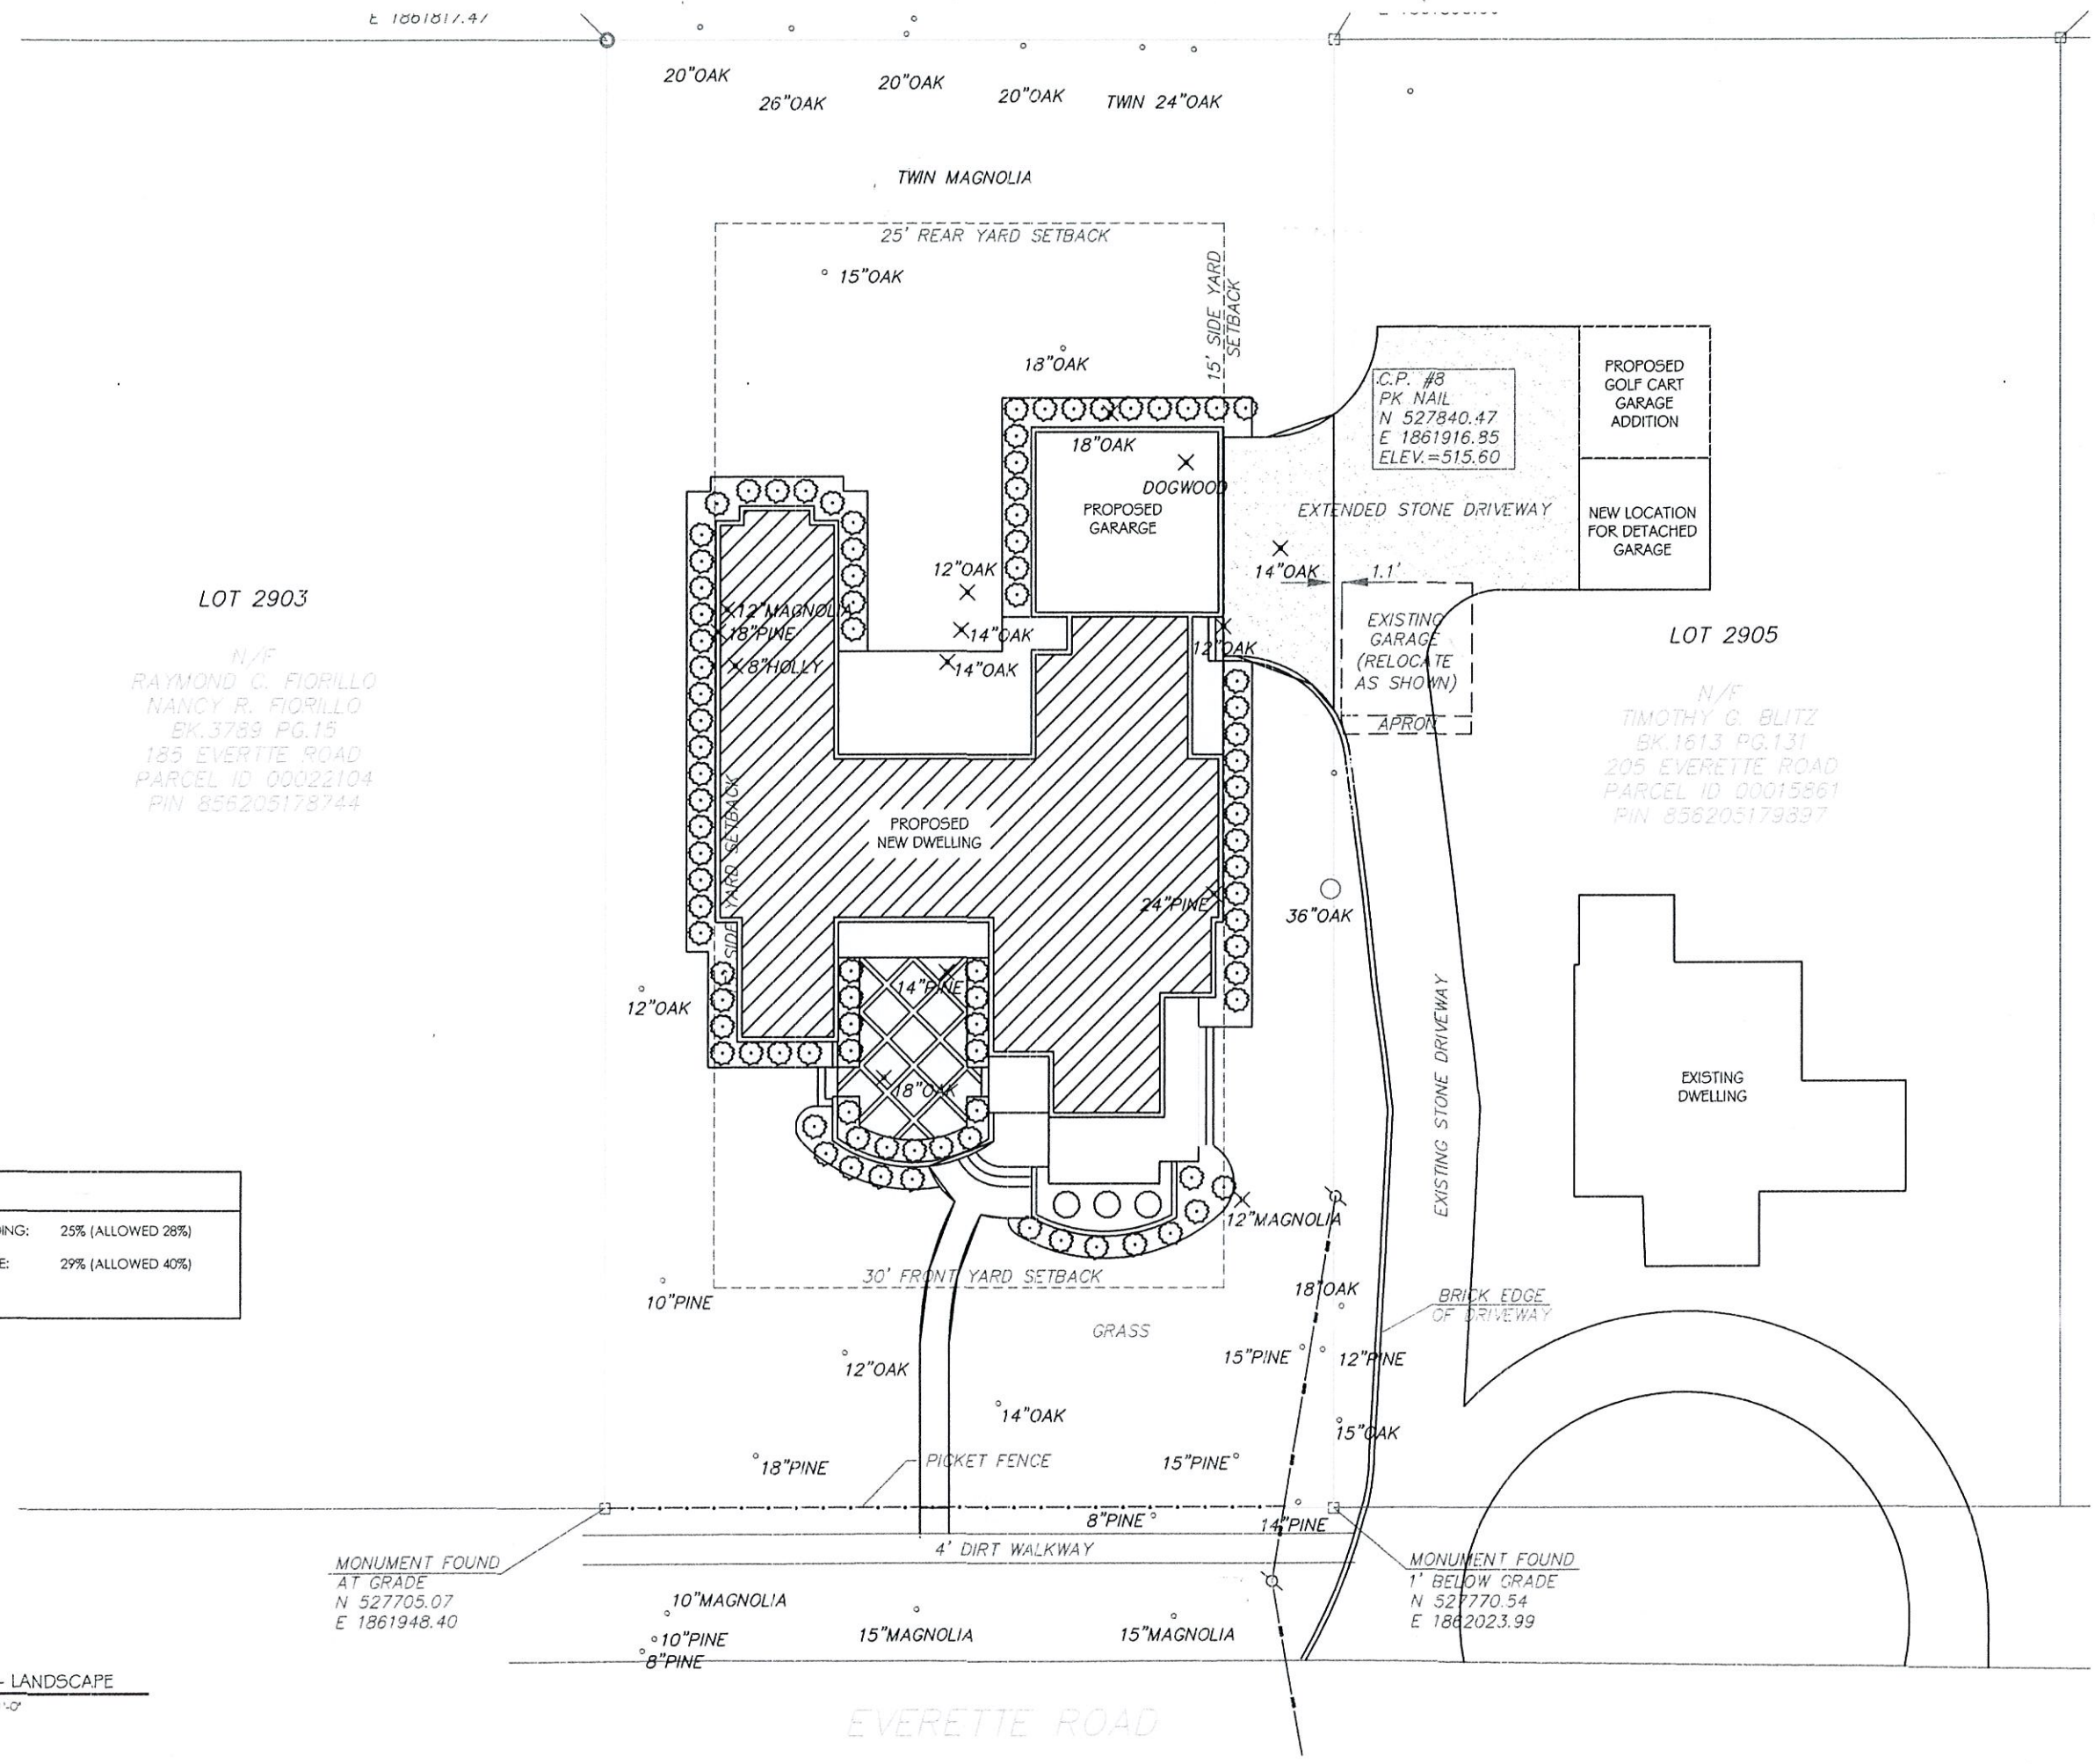 E 1861817.47
20"OAK
26"OAK
20"OAK
20"OAK
TWIN 24"OAK
TWIN MAGNOLIA
25' REAR YARD SETBACK
15"OAK
15' SIDE YARD
SETBACK
18"OAK
18"OAK
DOGWOOD
PROPOSED
GARARGE
C.P. #8
PK NAIL
N 527840.47
E 1861916.85
ELEV.=515.60
PROPOSED
GOLF CART
GARAGE
ADDITION
EXTENDED STONE DRIVEWAY
NEW LOCATION
FOR DETACHED
GARAGE
12"OAK
14"OAK
1.1'
LOT 2903
12"MAGNOLIA
18"PINE
8"HOLLY
14"OAK
14"OAK
12"OAK
EXISTING
GARAGE
(RELOCATE
AS SHOWN)
APRON
LOT 2905
N/F
RAYMOND C. FIORILLO
NANCY R. FIORILLO
BK.3789 PG.15
185 EVERTTE ROAD
PARCEL ID 00022104
PIN 856205178744
N/F
TIMOTHY G. BLITZ
BK.1613 PG.131
205 EVERETTE ROAD
PARCEL ID 00015861
PIN 856205179897
SIDE YARD SETBACK
PROPOSED
NEW DWELLING
24"PINE
36"OAK
14"PINE
12"OAK
18"OAK
EXISTING STONE DRIVEWAY
EXISTING
DWELLING
12"MAGNOLIA
25% (ALLOWED 28%)
29% (ALLOWED 40%)
30' FRONT YARD SETBACK
10"PINE
18"OAK
BRICK EDGE
OF DRIVEWAY
GRASS
15"PINE
12"PINE
12"OAK
14"OAK
15"OAK
18"PINE
PICKET FENCE
15"PINE
8"PINE
14"PINE
4' DIRT WALKWAY
MONUMENT FOUND
AT GRADE
N 527705.07
E 1861948.40
MONUMENT FOUND
1' BELOW GRADE
N 527770.54
E 1862023.99
10"MAGNOLIA
10"PINE
8"PINE
15"MAGNOLIA
15"MAGNOLIA
- LANDSCAPE
EVERETTE ROAD